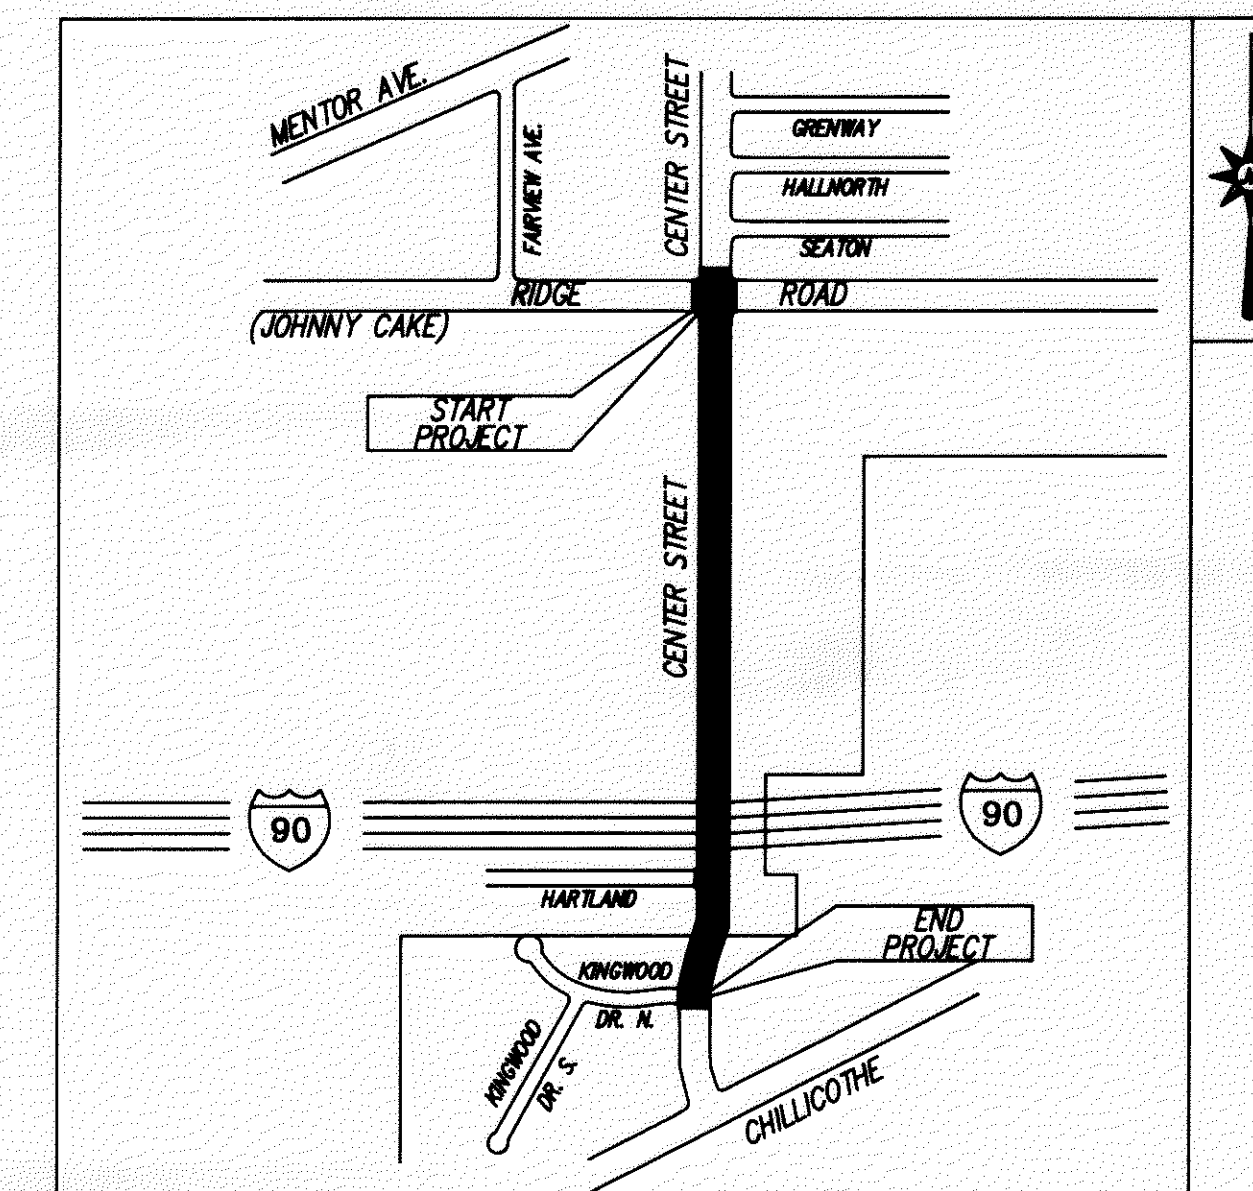 MENTOR AVE.
FAIRVIEW AVE.
CENTER STREET
GRENWAY
HALLNORTH
SEATON
RIDGE ROAD
(JOHNNY CAKE)
START
PROJECT
CENTER STREET
90
90
HARTLAND
END
PROJECT
KINGWOOD
DR. N.
KINGWOOD
DR. S.
CHILLICOTHE